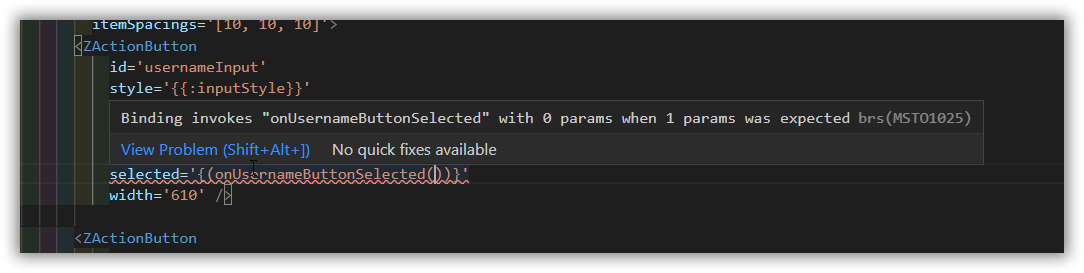 itemSpacings='[10, 10, 10]'>
<ZActionButton
id='usernameInput'
style='{{:inputStyle}}'
Binding invokes "onUsernameButtonSelected" with 0 params when 1 params was expected brs(MSTO1025)
View Problem (Shift+Alt+]) No quick fixes available
selected='{(onUsernameButtonSelected())}'
width='610' />
<ZActionButton